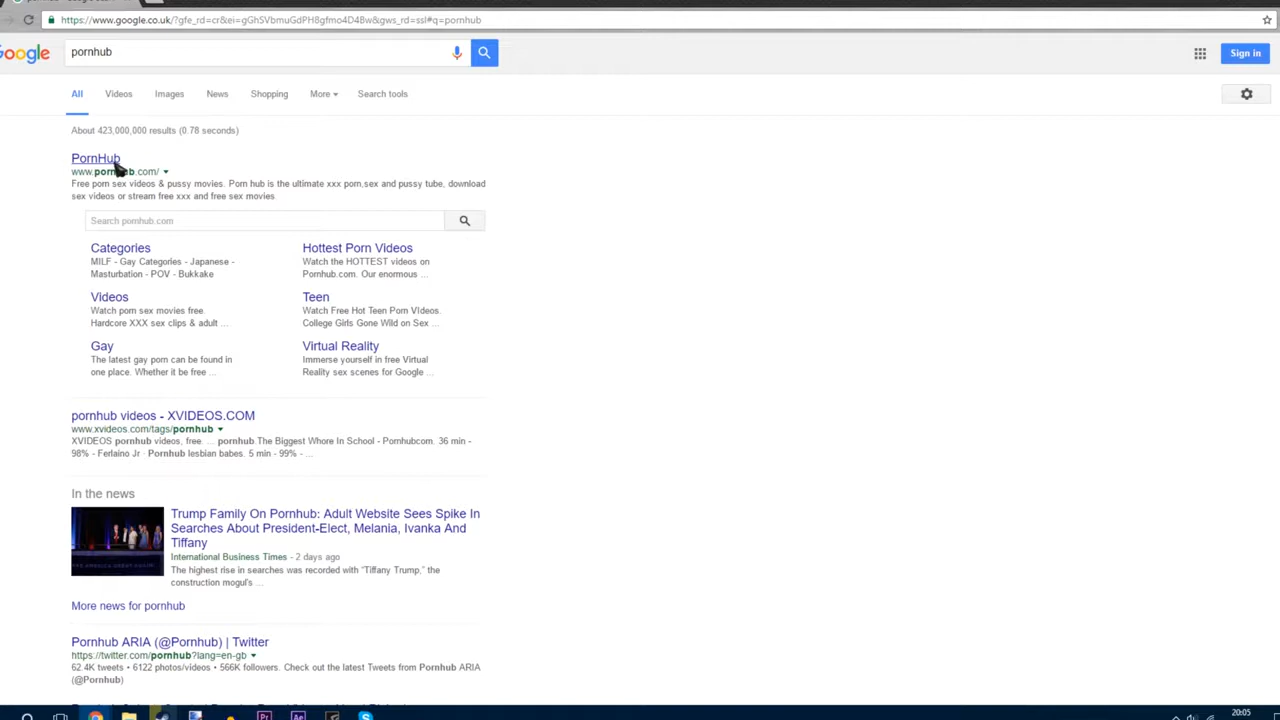 https://www.google.co.uk/?gfe_rd=cr&ei=gGhSVbmuGdPH8gfmo4D4Bw&gws_rd=ssl#q=pornhub
Google
pornhub
Sign in
All Videos Images News Shopping More Search tools
About 423,000,000 results (0.78 seconds)
PornHub
www.pornhub.com/
Free porn sex videos & pussy movies. Porn hub is the ultimate xxx porn,sex and pussy tube, download
sex videos or stream free xxx and free sex movies
Search pornhub.com
Categories
MILF - Gay Categories - Japanese -
Masturbation - POV - Bukkake
Hottest Porn Videos
Watch the HOTTEST videos on
Pornhub.com. Our enormous ...
Videos
Watch porn sex movies free.
Hardcore XXX sex clips & adult ...
Teen
Watch Free Hot Teen Porn VIdeos.
College Girls Gone Wild on Sex ...
Gay
The latest gay porn can be found in
one place. Whether it be free ...
Virtual Reality
Immerse yourself in free Virtual
Reality sex scenes for Google ...
pornhub videos - XVIDEOS.COM
www.xvideos.com/tags/pornhub
XVIDEOS pornhub videos, free. ... pornhub The Biggest Whore In School - Pornhubcom. 36 min -
98% - Ferlaino Jr · Pornhub lesbian babes. 5 min - 99% - ...
In the news
Trump Family On Pornhub: Adult Website Sees Spike In
Searches About President-Elect, Melania, Ivanka And
Tiffany
International Business Times - 2 days ago
The highest rise in searches was recorded with “Tiffany Trump,” the
construction mogul's ...
More news for pornhub
Pornhub ARIA (@Pornhub) | Twitter
https://twitter.com/pornhub?lang=en-gb
62.4K tweets • 6122 photos/videos • 566K followers. Check out the latest Tweets from Pornhub ARIA
(@Pornhub)
Pr Ae
20:05